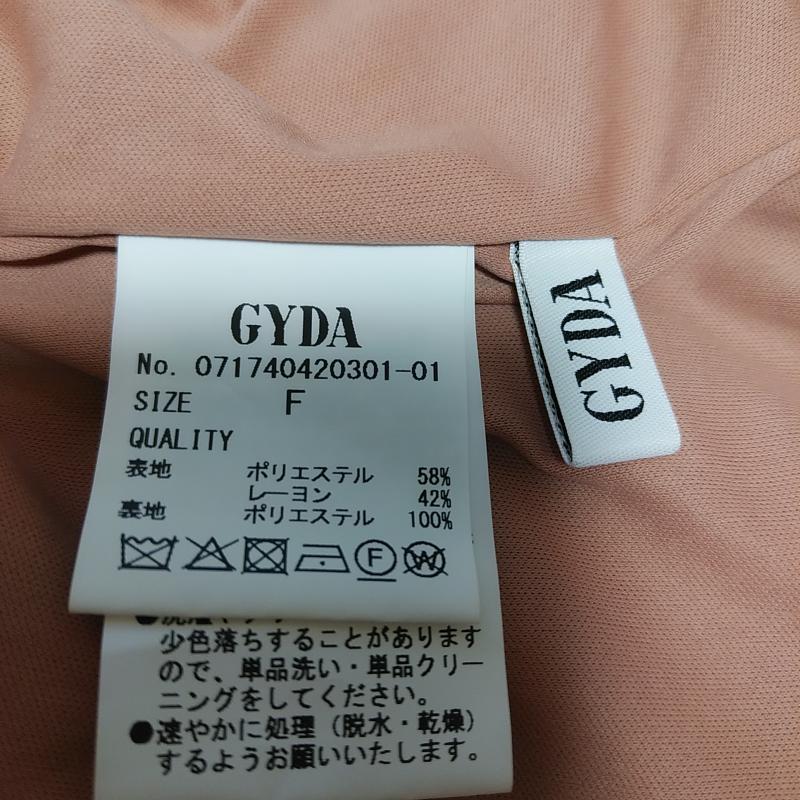 GYDA
No. 071740420301-01
SIZE F
QUALITY
表地 ポリエステル 58%
レーヨン 42%
裏地 ポリエステル 100%
F
W
少色落ちすることがあります
ので、単品洗い・単品クリー
ニングをしてください。
●速やかに処理（脱水・乾燥）
するようお願いいたします。
GYDA